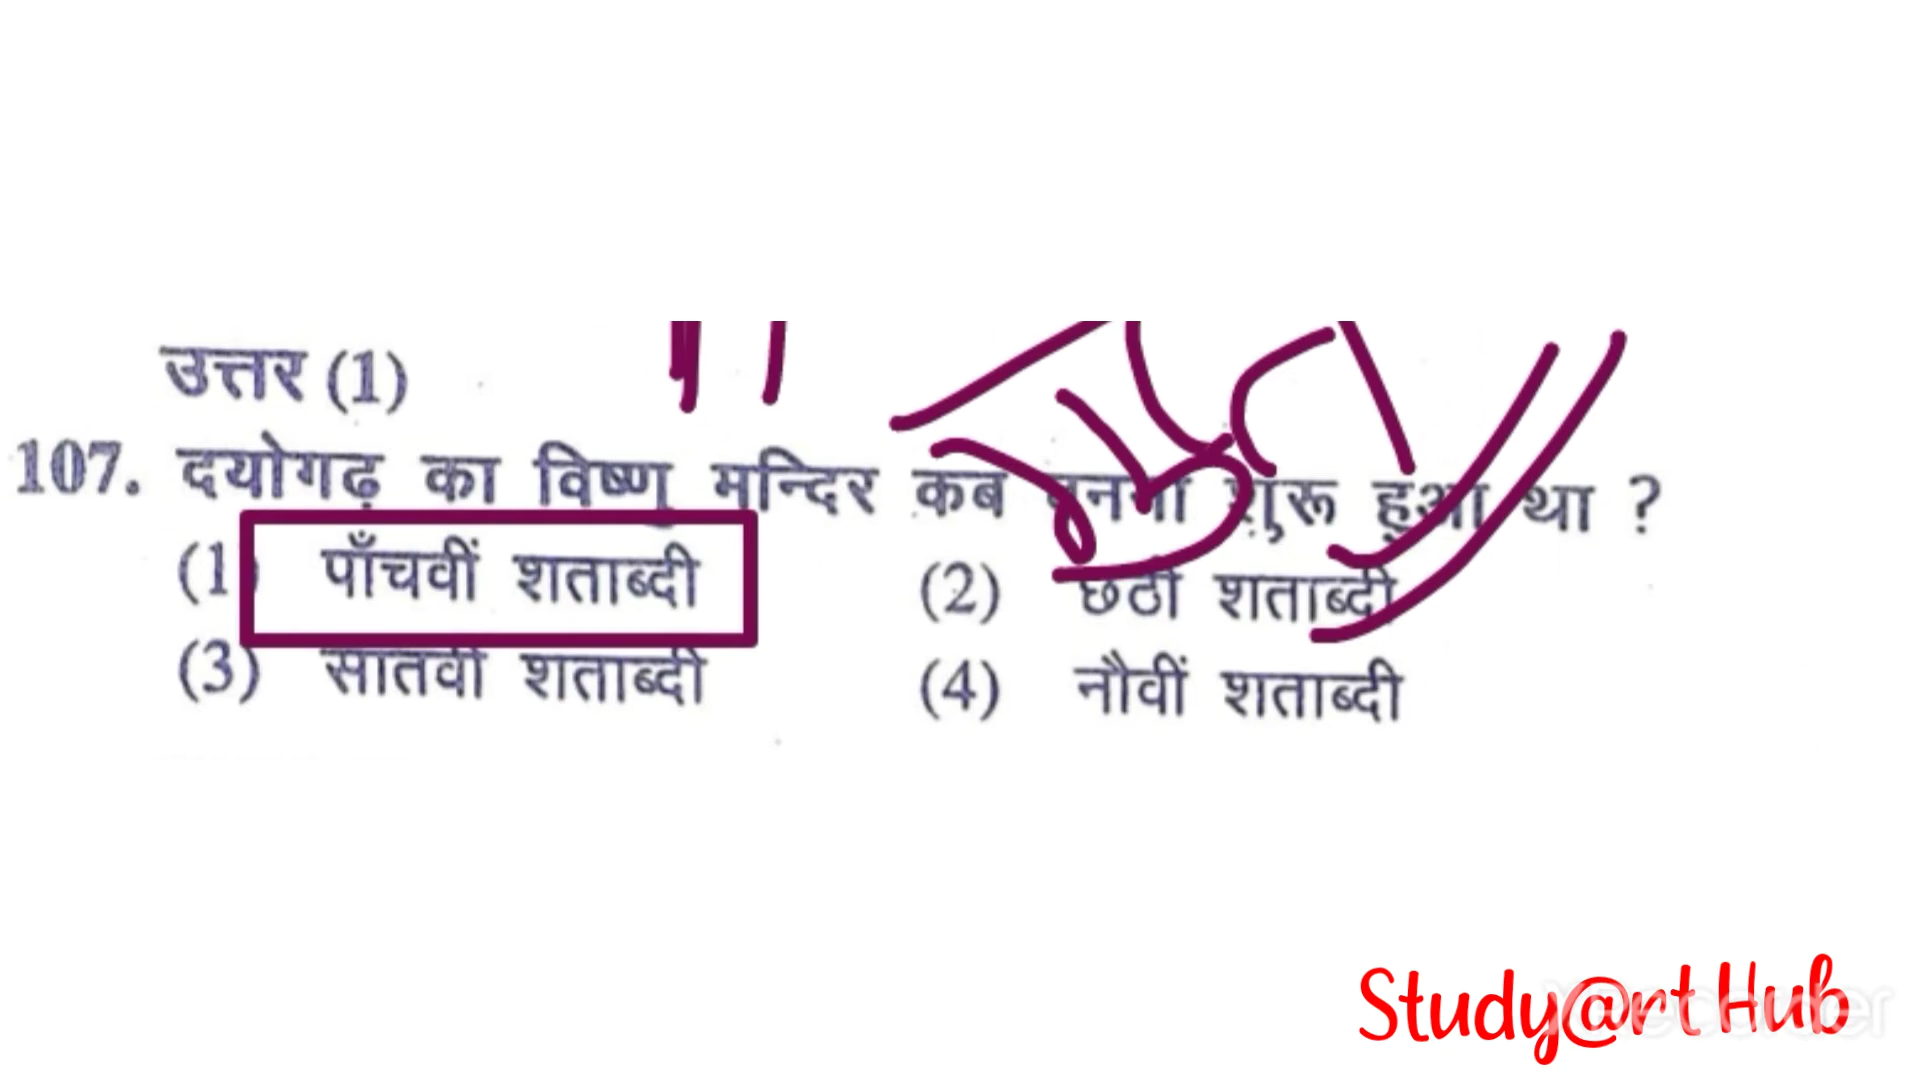 उत्तर (1)
107. दयोगढ़ का विष्णु मन्दिर कब बनना शुरू हुआ था ?
(1) पाँचवीं शताब्दी (2) छठी शताब्दी
(3) सातवीं शताब्दी (4) नौवीं शताब्दी
Study@rt Hub